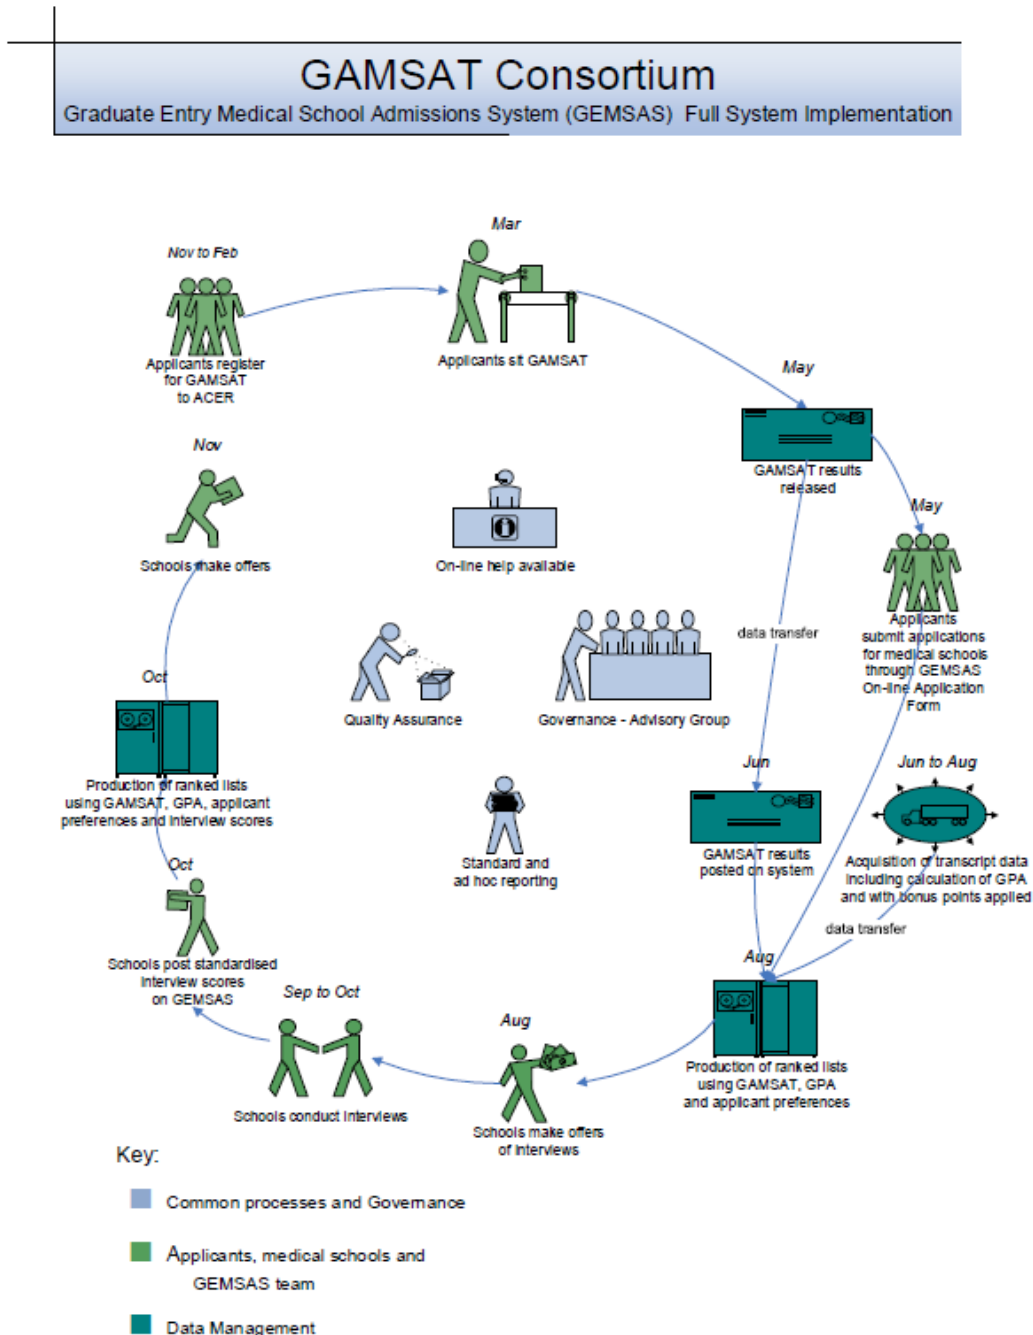 GAMSAT Consortium
Graduate Entry Medical School Admissions System (GEMSAS) Full System Implementation
Nov to Feb
Applicants register
for GAMSAT
to ACER
Mar
Applicants sit GAMSAT
May
GAMSAT results
released
May
Applicants
submit applications
for medical schools
through GEMSAS
On-line Application
Form
Nov
Schools make offers
On-line help available
data transfer
Quality Assurance
Governance - Advisory Group
Oct
Production of ranked lists
using GAMSAT, GPA, applicant
preferences and interview scores
Jun
GAMSAT results
posted on system
Jun to Aug
Acquisition of transcript data
including calculation of GPA
and with bonus points applied
Standard and
ad hoc reporting
data transfer
Oct
Schools post standardised
interview scores
on GEMSAS
Sep to Oct
Schools conduct interviews
Aug
Schools make offers
of interviews
Aug
Production of ranked lists
using GAMSAT, GPA
and applicant preferences
Key:
Common processes and Governance
Applicants, medical schools and
GEMSAS team
Data Management